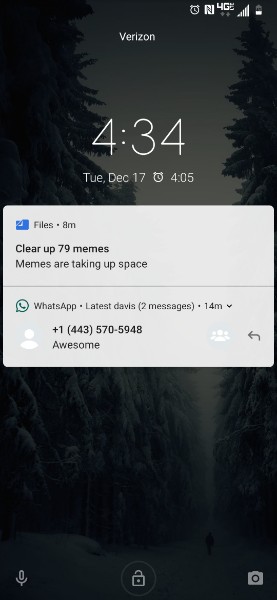 4G
Verizon
4:34
Tue, Dec 17 4:05
Files • 8m
Clear up 79 memes
Memes are taking up space
WhatsApp • Latest davis (2 messages) • 14m
+1 (443) 570-5948
Awesome